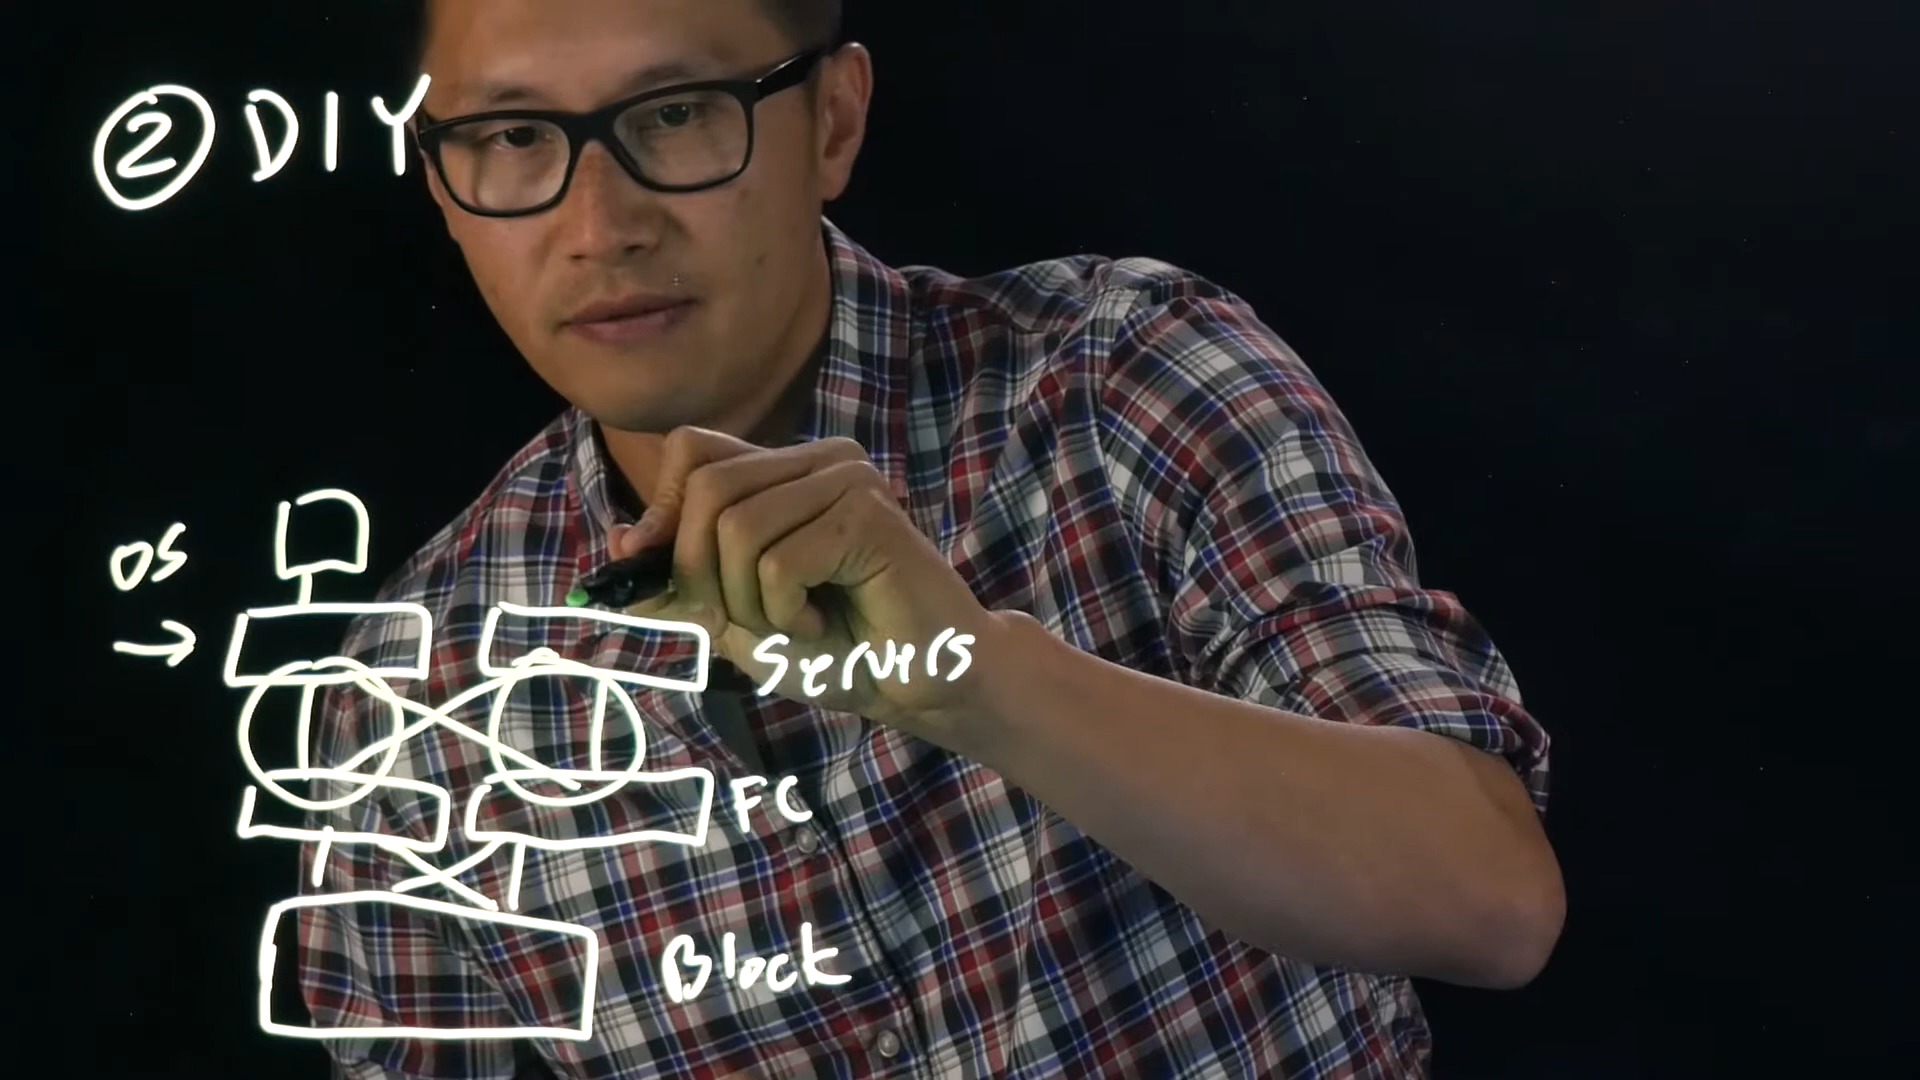 ② DIY
OS
→
Servers
FC
Block